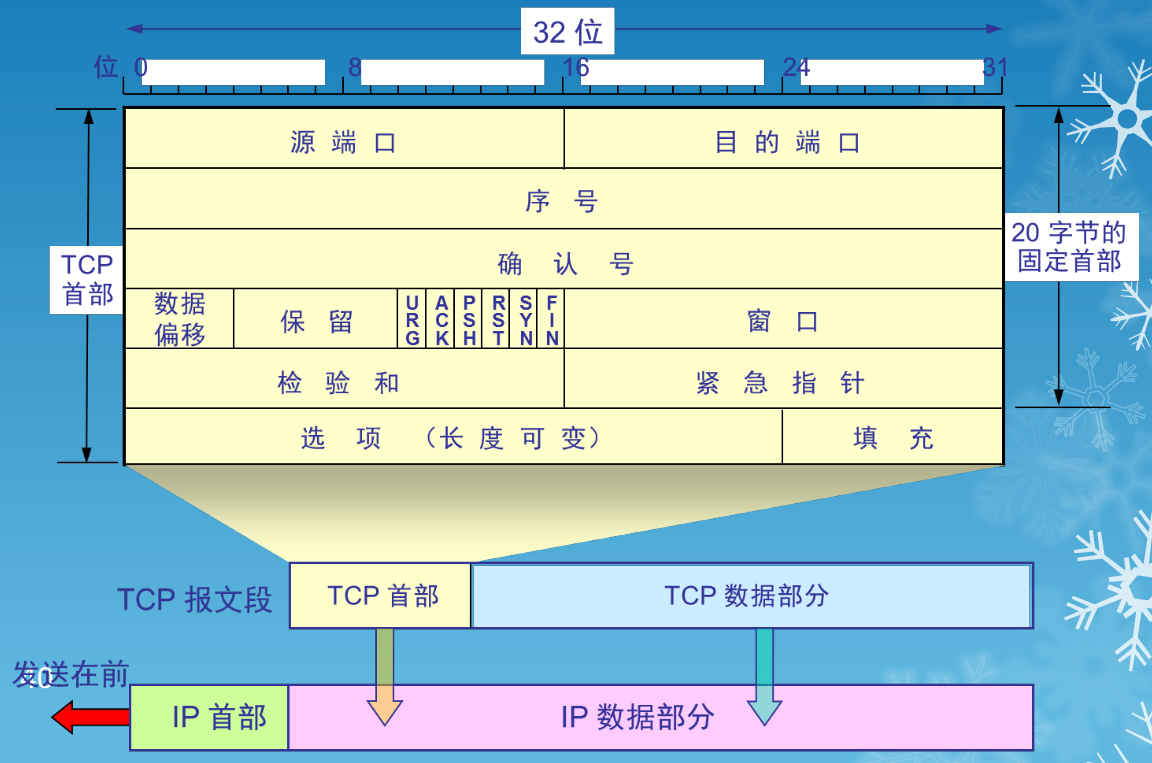 32 位
位 0 8 16 24 31
源 端 口 目 的 端 口
序 号
TCP
首部
20 字节的
固定首部
确 认 号
数据
偏移
保 留
URG
ACK
PSH
RST
SYN
FIN
窗 口
检 验 和 紧 急 指 针
选 项 （长 度 可 变） 填 充
TCP 报文段 TCP 首部 TCP 数据部分
发送在前
40
IP 首部 IP 数据部分